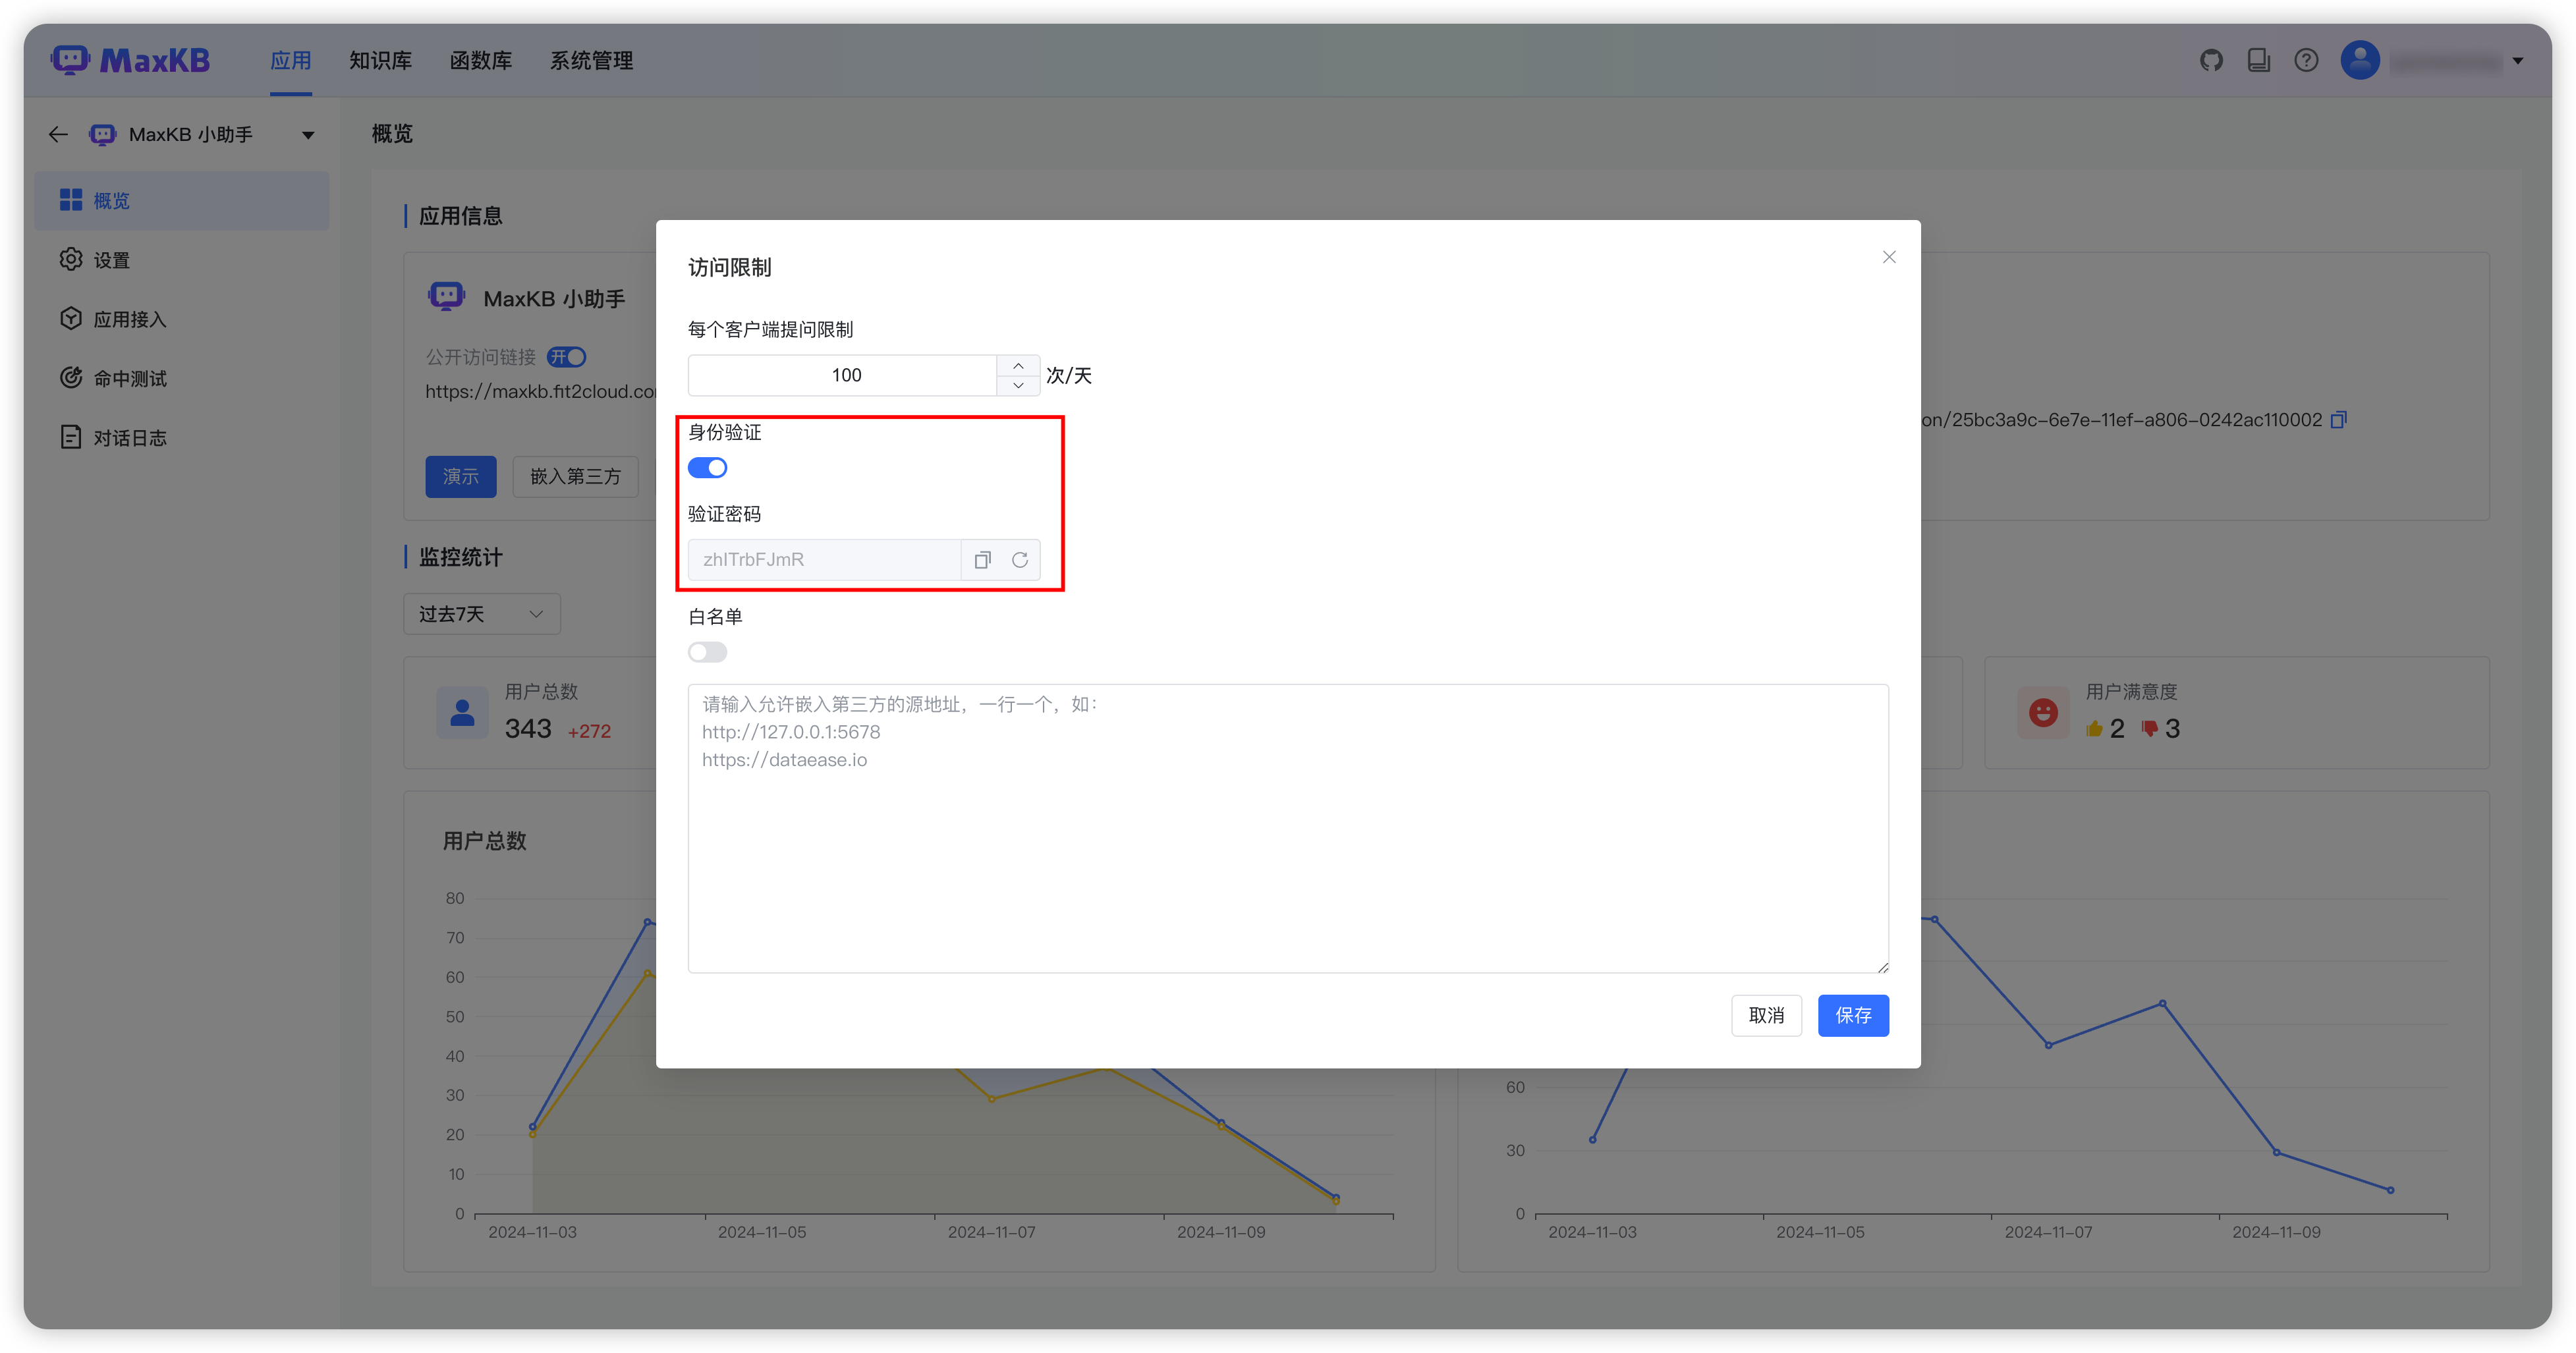 MaxKB 应用 知识库 函数库 系统管理
MaxKB 小助手
概览
设置
应用接入
命中测试
对话日志
概览
应用信息
MaxKB 小助手
公开访问链接 开
https://maxkb.fit2cloud.co
演示 嵌入第三方
on/25bc3a9c-6e7e-11ef-a806-0242ac110002
监控统计
过去7天
用户总数
343 +272
用户满意度
2 3
访问限制
每个客户端提问限制
100 次/天
身份验证
验证密码
zhITrbFJmR
白名单
请输入允许嵌入第三方的源地址，一行一个，如：
http://127.0.0.1:5678
https://dataease.io
取消 保存
用户总数
80
70
60
50
40
30
20
10
0
2024-11-03 2024-11-05 2024-11-07 2024-11-09
60
30
0
2024-11-03 2024-11-05 2024-11-07 2024-11-09